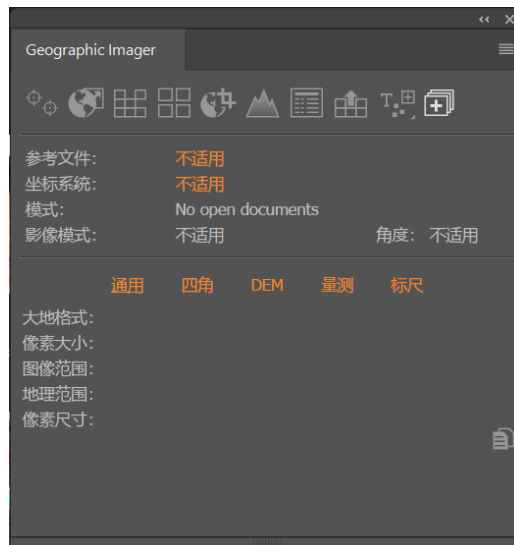 Geographic Imager
参考文件: 不适用
坐标系统: 不适用
模式: No open documents
影像模式: 不适用 角度: 不适用
通用 四角 DEM 量测 标尺
大地格式:
像素大小:
图像范围:
地理范围:
像素尺寸: